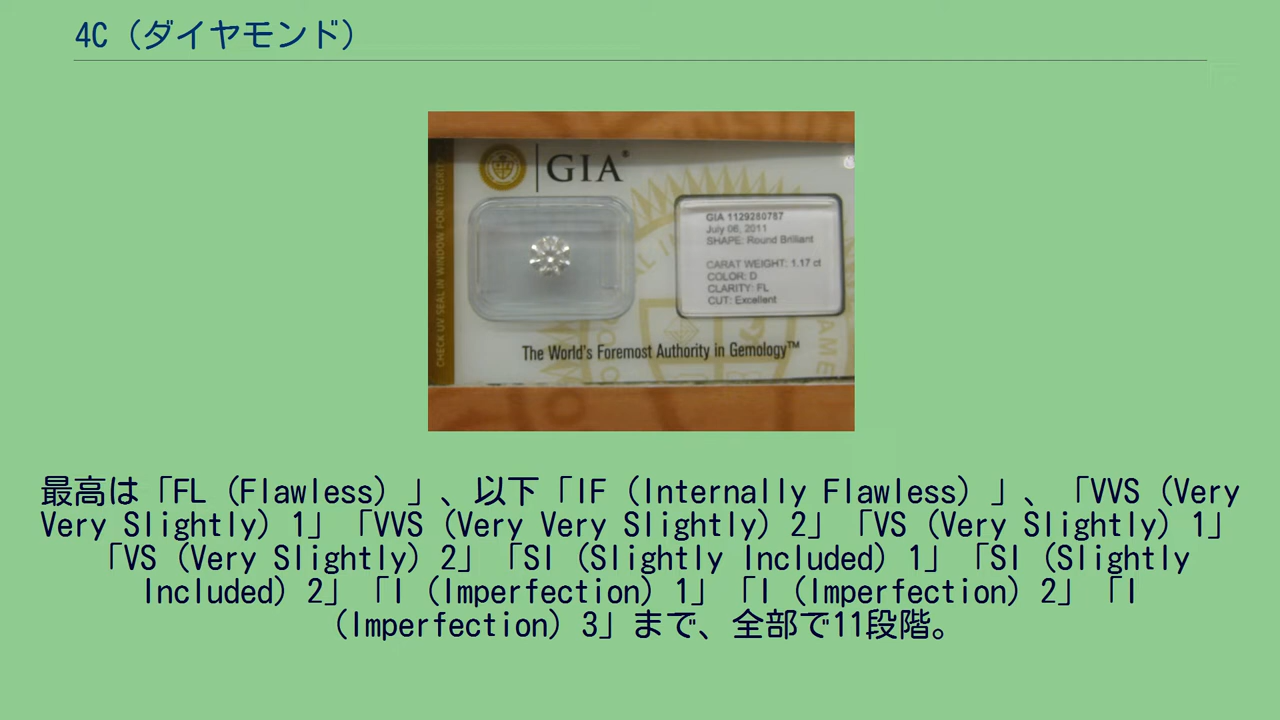 4C（ダイヤモンド）
GIA®
CHECK UV SEAL IN WINDOW FOR INTEGRITY
GIA 1129280787
July 06, 2011
SHAPE: Round Brilliant
CARAT WEIGHT: 1.17 ct
COLOR: D
CLARITY: FL
CUT: Excellent
The World's Foremost Authority in Gemology™
最高は「FL（Flawless）」、以下「IF（Internally Flawless）」、「VVS（Very
Very Slightly）1」「VVS（Very Very Slightly）2」「VS（Very Slightly）1」
「VS（Very Slightly）2」「SI（Slightly Included）1」「SI（Slightly
Included）2」「I（Imperfection）1」「I（Imperfection）2」「I
（Imperfection）3」まで、全部で11段階。